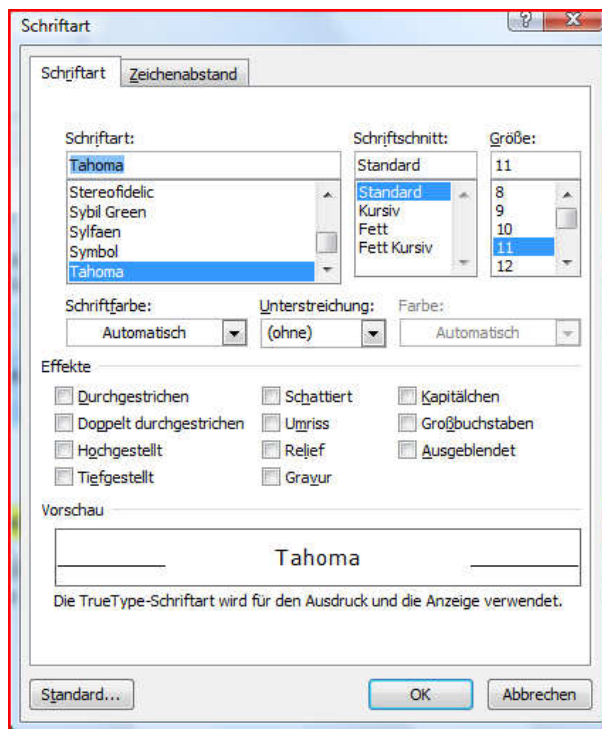 Schriftart
Schriftart Zeichenabstand
Schriftart: Schriftschnitt: Größe:
Tahoma Standard 11
Stereofidelic Standard 8
Sybil Green Kursiv 9
Sylfaen Fett 10
Symbol Fett Kursiv 11
Tahoma 12
Schriftfarbe: Unterstreichung: Farbe:
Automatisch (ohne) Automatisch
Effekte
Durchgestrichen Schattiert Kapitälchen
Doppelt durchgestrichen Umriss Großbuchstaben
Hochgestellt Relief Ausgeblendet
Tiefgestellt Gravur
Vorschau
Tahoma
Die TrueType-Schriftart wird für den Ausdruck und die Anzeige verwendet.
Standard... OK Abbrechen